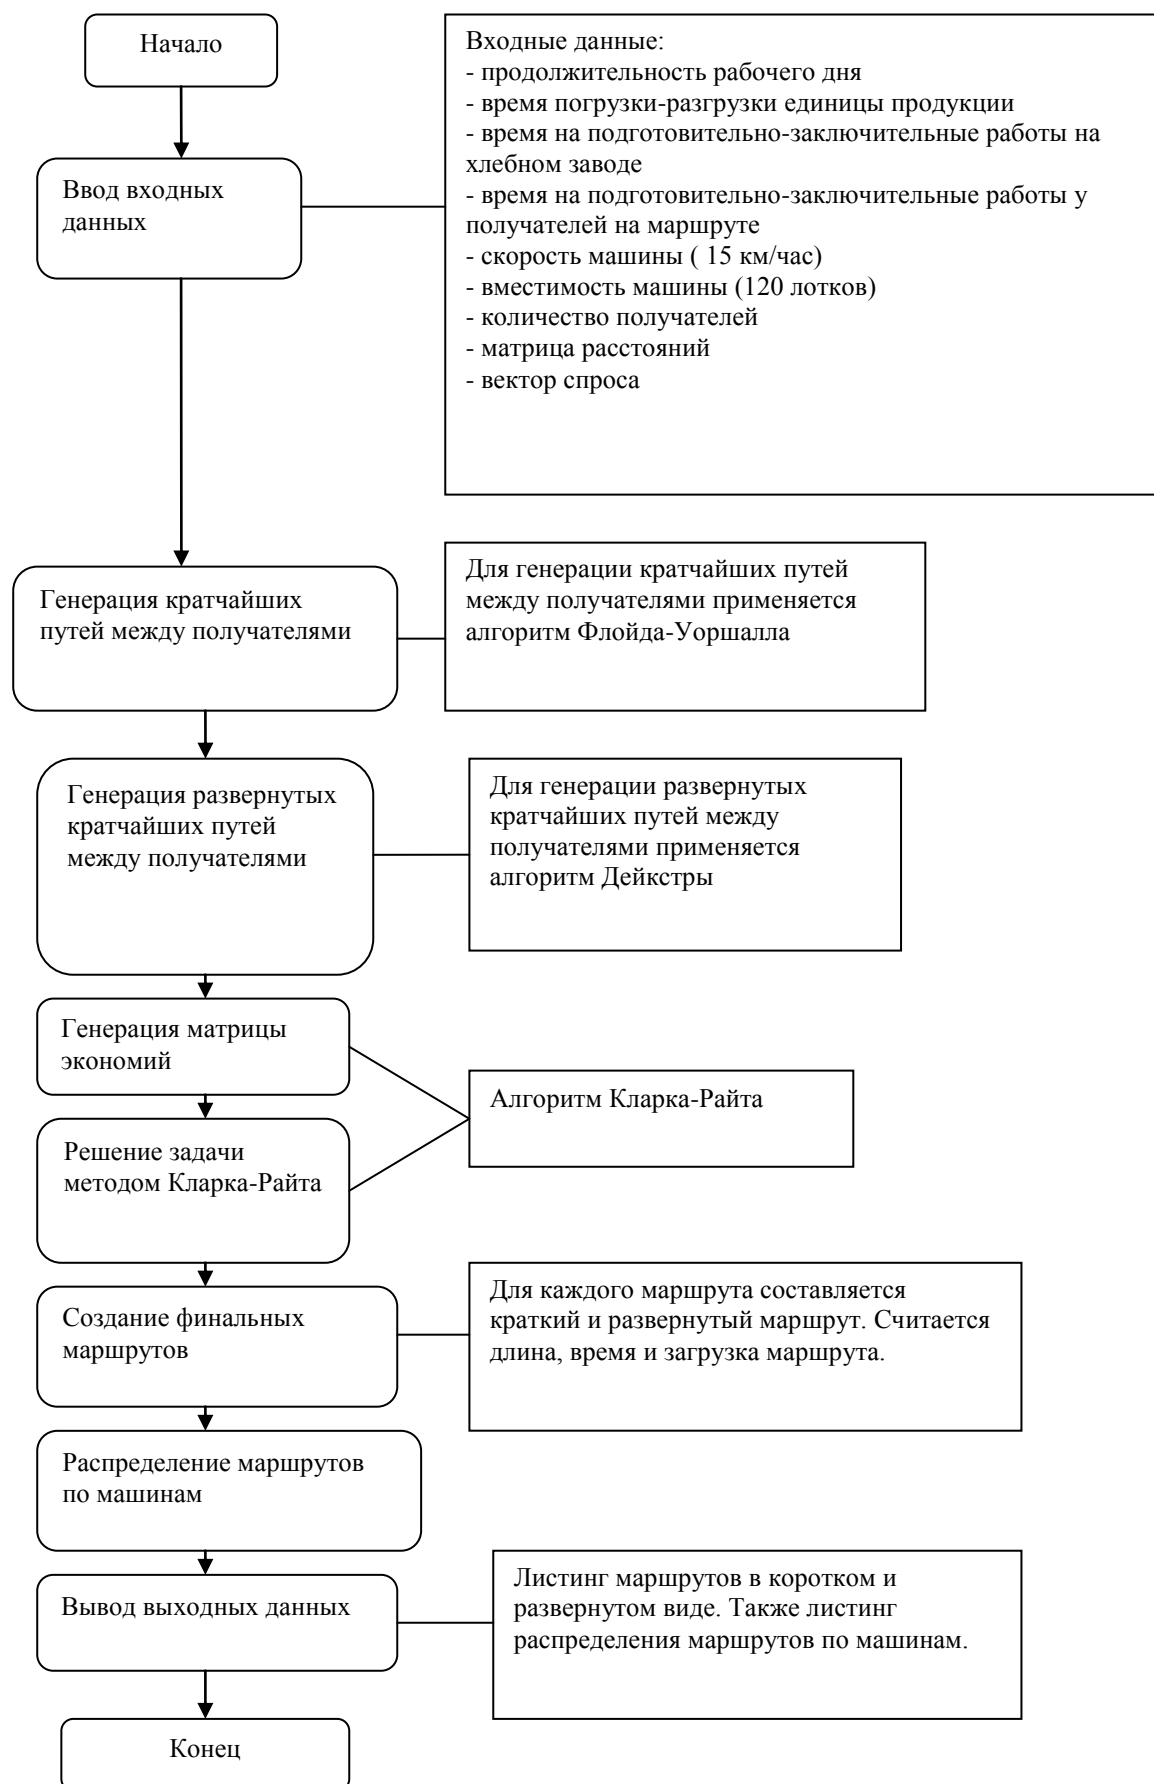 Начало
Входные данные:
- продолжительность рабочего дня
- время погрузки-разгрузки единицы продукции
- время на подготовительно-заключительные работы на
хлебном заводе
- время на подготовительно-заключительные работы у
получателей на маршруте
- скорость машины ( 15 км/час)
- вместимость машины (120 лотков)
- количество получателей
- матрица расстояний
- вектор спроса
Ввод входных
данных
Генерация кратчайших
путей между получателями
Для генерации кратчайших путей
между получателями применяется
алгоритм Флойда-Уоршалла
Генерация развернутых
кратчайших путей
между получателями
Для генерации развернутых
кратчайших путей между
получателями применяется
алгоритм Дейкстры
Генерация матрицы
экономий
Алгоритм Кларка-Райта
Решение задачи
методом Кларка-Райта
Создание финальных
маршрутов
Для каждого маршрута составляется
краткий и развернутый маршрут. Считается
длина, время и загрузка маршрута.
Распределение маршрутов
по машинам
Вывод выходных данных
Листинг маршрутов в коротком и
развернутом виде. Также листинг
распределения маршрутов по машинам.
Конец